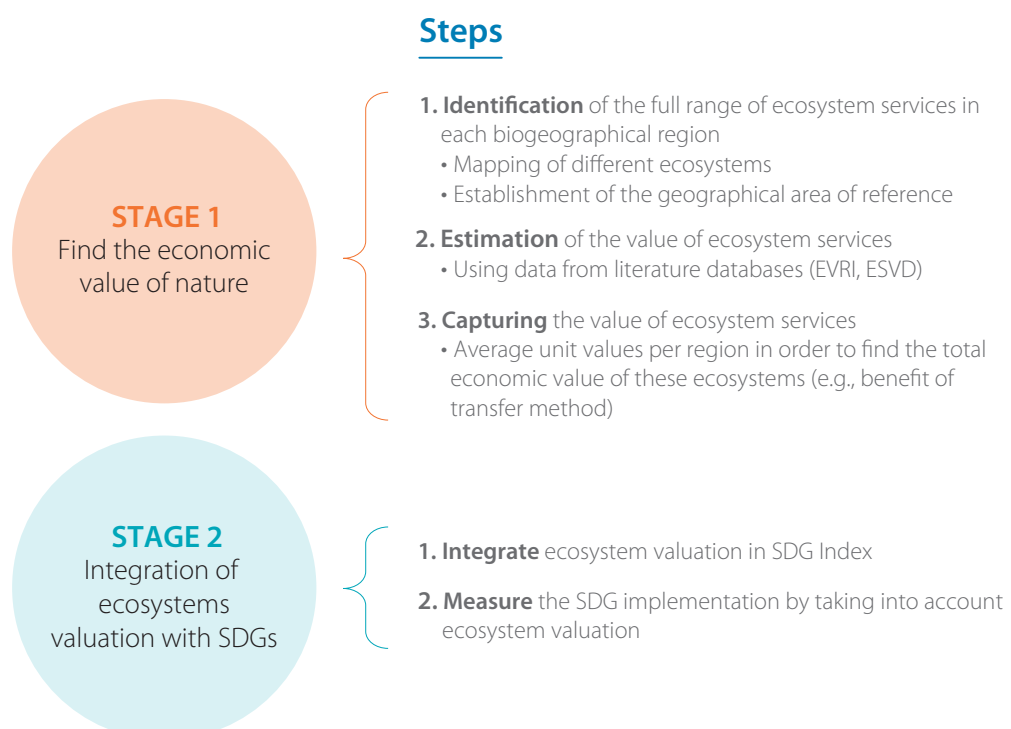 Steps
STAGE 1
Find the economic
value of nature
1. Identification of the full range of ecosystem services in
each biogeographical region
• Mapping of different ecosystems
• Establishment of the geographical area of reference
2. Estimation of the value of ecosystem services
• Using data from literature databases (EVRI, ESVD)
3. Capturing the value of ecosystem services
• Average unit values per region in order to find the total
economic value of these ecosystems (e.g., benefit of
transfer method)
STAGE 2
Integration of
ecosystems
valuation with SDGs
1. Integrate ecosystem valuation in SDG Index
2. Measure the SDG implementation by taking into account
ecosystem valuation